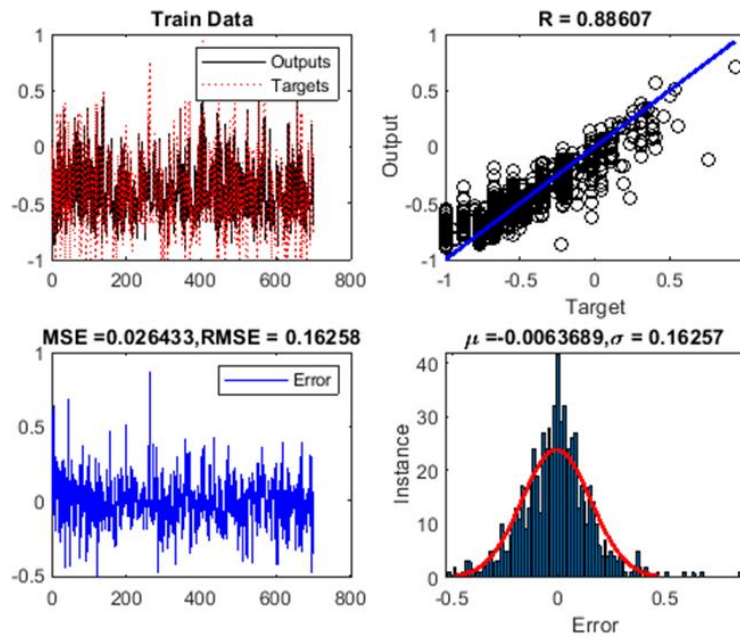 Train Data
1
0.5
0
-0.5
-1
0 200 400 600 800
Outputs
Targets
R = 0.88607
Output
1
0.5
0
-0.5
-1
-1 -0.5 0 0.5
Target
MSE =0.026433,RMSE = 0.16258
1
0.5
0
-0.5
0 200 400 600 800
Error
μ =-0.0063689,σ = 0.16257
Instance
40
30
20
10
0
-0.5 0 0.5
Error